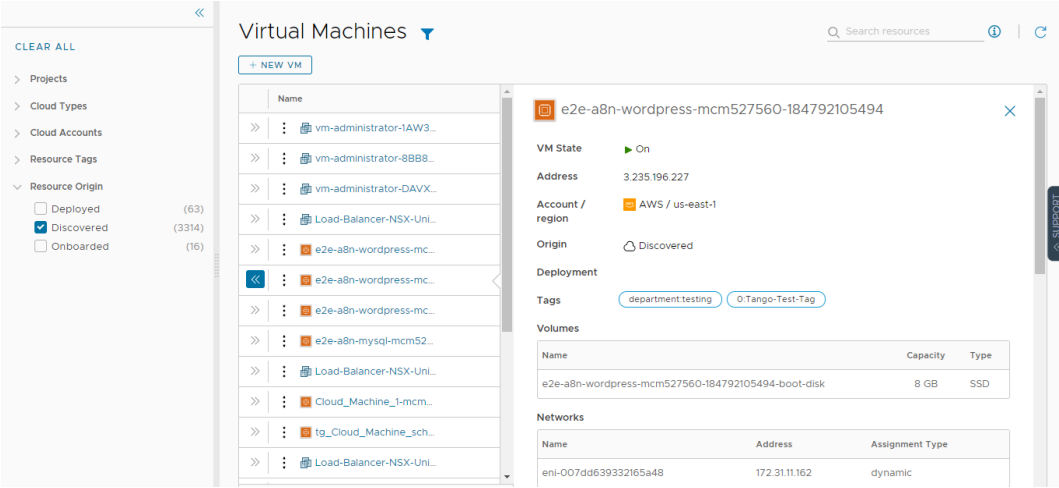 CLEAR ALL
Projects
Cloud Types
Cloud Accounts
Resource Tags
Resource Origin
Deployed (63)
Discovered (3314)
Onboarded (16)
Virtual Machines
Search resources
+ NEW VM
Name
vm-administrator-1AW3...
vm-administrator-8BB8...
vm-administrator-DAVX...
Load-Balancer-NSX-Uni...
e2e-a8n-wordpress-mc...
e2e-a8n-wordpress-mc...
e2e-a8n-wordpress-mc...
e2e-a8n-mysql-mcm52...
Load-Balancer-NSX-Uni...
Cloud_Machine_1-mcm...
tg_Cloud_Machine_sch...
Load-Balancer-NSX-Uni...
e2e-a8n-wordpress-mcm527560-184792105494
VM State On
Address 3.235.196.227
Account / region AWS / us-east-1
Origin Discovered
Deployment
Tags department:testing 0:Tango-Test-Tag
Volumes
Name Capacity Type
e2e-a8n-wordpress-mcm527560-184792105494-boot-disk 8 GB SSD
Networks
Name Address Assignment Type
eni-007dd639332165a48 172.31.11.162 dynamic
SUPPORT